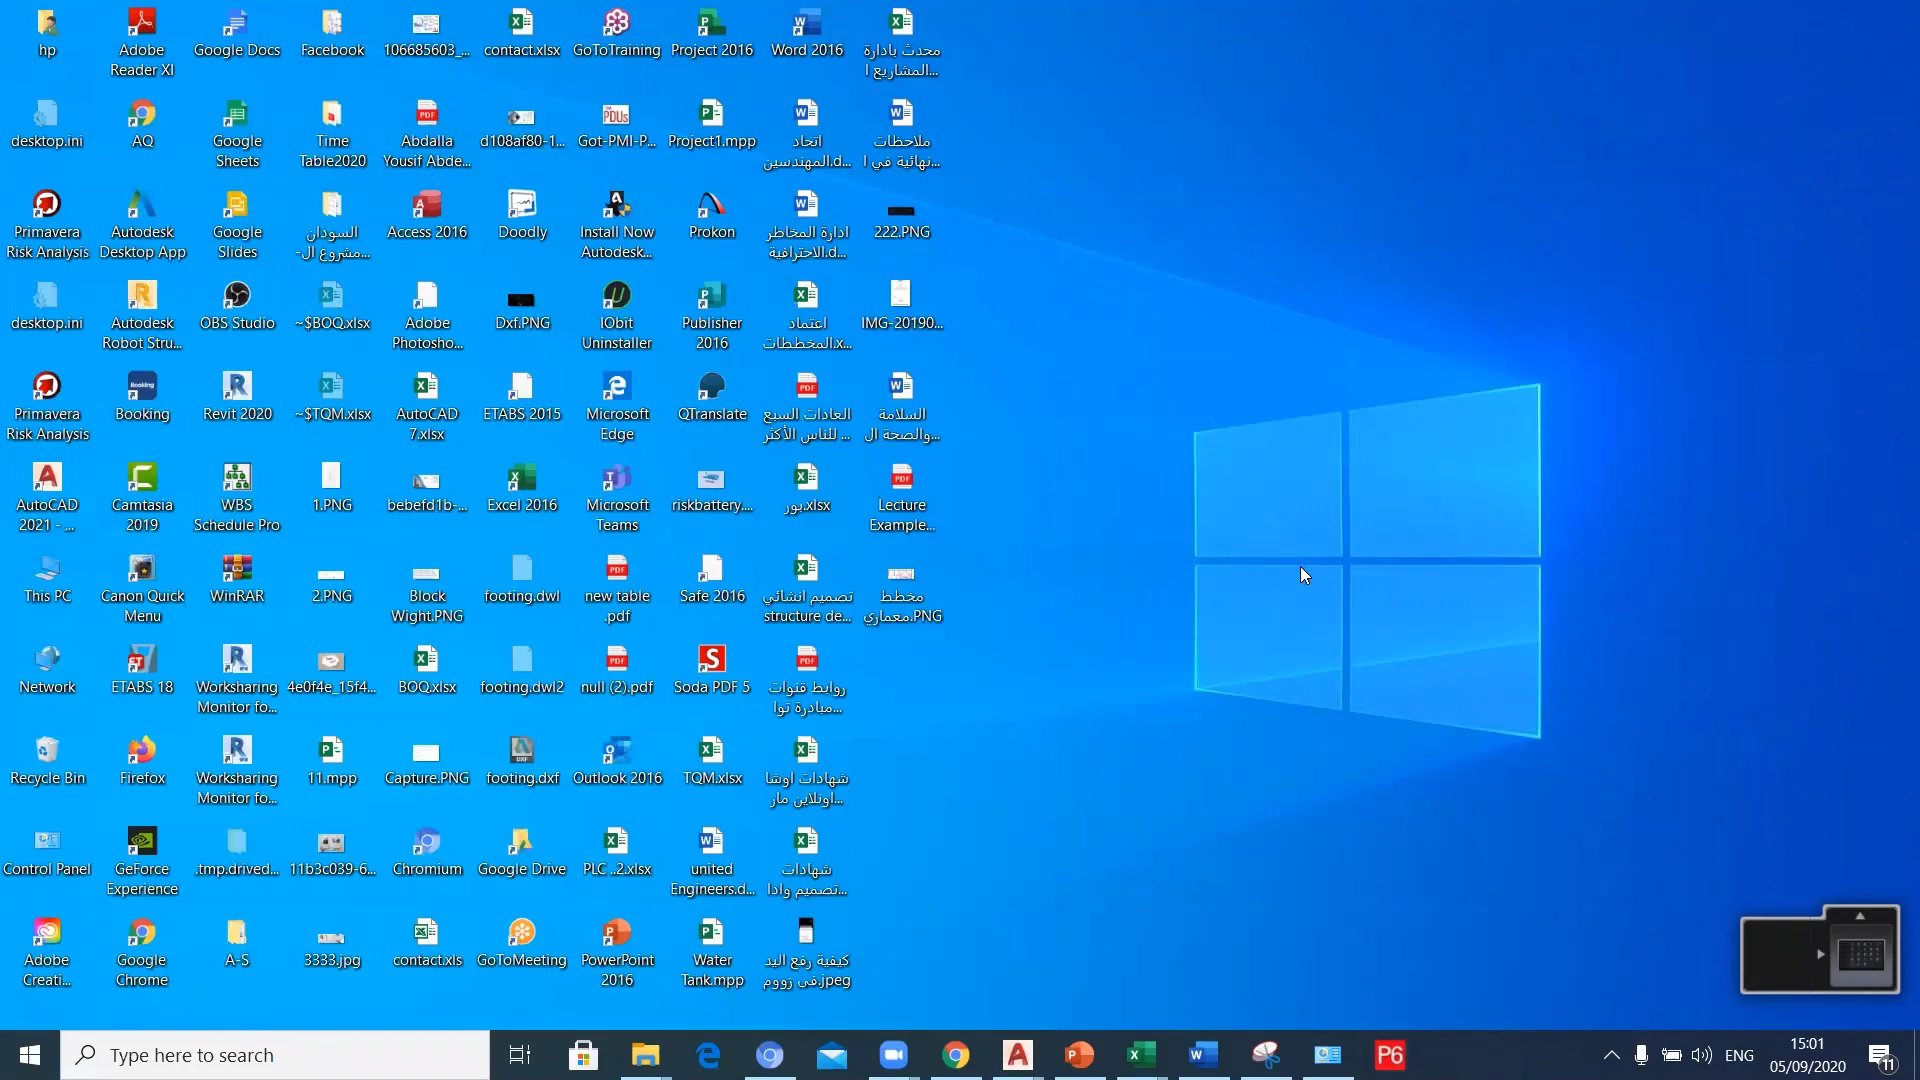 hp
Adobe
Reader XI
Google Docs
Facebook
106685603_...
contact.xlsx
GoToTraining
Project 2016
Word 2016
محدث بادارة
المشاريع ا...
desktop.ini
AQ
Google
Sheets
Time
Table2020
Abdalla
Yousif Abde...
d108af80-1...
Got-PMI-P...
Project1.mpp
اتحاد
المهندسين.d...
ملاحظات
نهائية في ا...
Primavera
Risk Analysis
Autodesk
Desktop App
Google
Slides
السودان
-مشروع ال...
Access 2016
Doodly
Install Now
Autodesk...
Prokon
ادارة المخاطر
الاحترافية.d...
222.PNG
desktop.ini
Autodesk
Robot Stru...
OBS Studio
~$BOQ.xlsx
Adobe
Photosho...
Dxf.PNG
IObit
Uninstaller
Publisher
2016
اعتماد
المخططات.x...
IMG-20190...
Primavera
Risk Analysis
Booking
Revit 2020
~$TQM.xlsx
AutoCAD
7.xlsx
ETABS 2015
Microsoft
Edge
QTranslate
العادات السبع
للناس الأكثر ...
السلامة
والصحة ال...
AutoCAD
2021 - ...
Camtasia
2019
WBS
Schedule Pro
1.PNG
bebefd1b-...
Excel 2016
Microsoft
Teams
riskbattery....
بور.xlsx
Lecture
Example...
This PC
Canon Quick
Menu
WinRAR
2.PNG
Block
Wight.PNG
footing.dwl
new table
.pdf
Safe 2016
تصميم انشائي
structure de...
مخطط
معماري.PNG
Network
ETABS 18
Worksharing
Monitor fo...
4e0f4e_15f4...
BOQ.xlsx
footing.dwl2
null (2).pdf
Soda PDF 5
روابط قنوات
مبادرة توا...
Recycle Bin
Firefox
Worksharing
Monitor fo...
11.mpp
Capture.PNG
footing.dxf
Outlook 2016
TQM.xlsx
شهادات اوشا
اونلاين مار...
Control Panel
GeForce
Experience
.tmp.drived...
11b3c039-6...
Chromium
Google Drive
PLC ..2.xlsx
united
Engineers.d...
شهادات
تصميم وادا...
Adobe
Creati...
Google
Chrome
A-S
3333.jpg
contact.xls
GoToMeeting
PowerPoint
2016
Water
Tank.mpp
كيفية رفع اليد
في زووم.jpeg
Type here to search
P6
ENG
15:01
05/09/2020
11